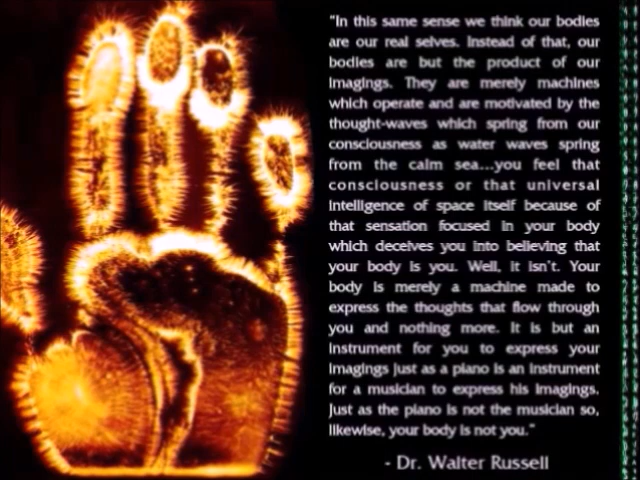 "In this same sense we think our bodies
are our real selves. Instead of that, our
bodies are but the product of our
imagings. They are merely machines
which operate and are motivated by the
thought-waves which spring from our
consciousness as water waves spring
from the calm sea...you feel that
consciousness or that universal
intelligence of space itself because of
that sensation focused in your body
which deceives you into believing that
your body is you. Well, it isn't. Your
body is merely a machine made to
express the thoughts that flow through
you and nothing more. It is but an
instrument for you to express your
imagings just as a piano is an instrument
for a musician to express his imagings.
Just as the piano is not the musician so,
likewise, your body is not you."
- Dr. Walter Russell